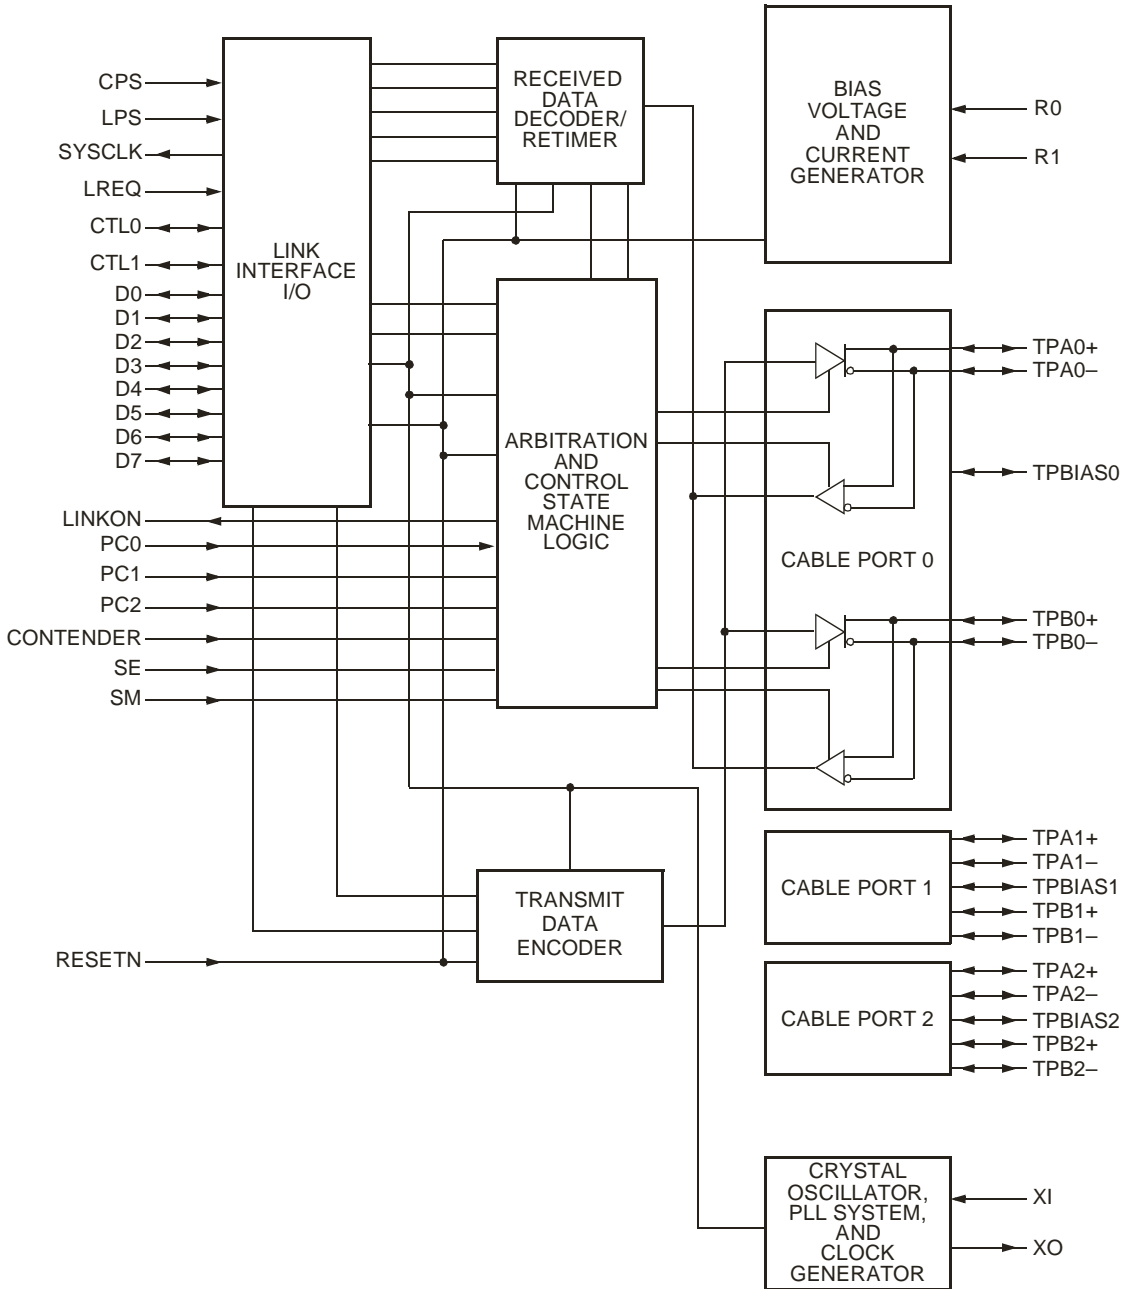 CPS
LPS
SYSCLK
LREQ
CTL0
CTL1
D0
D1
D2
D3
D4
D5
D6
D7
LINKON
PC0
PC1
PC2
CONTENDER
SE
SM
RESETN
LINK
INTERFACE
I/O
RECEIVED
DATA
DECODER/
RETIMER
ARBITRATION
AND
CONTROL
STATE
MACHINE
LOGIC
TRANSMIT
DATA
ENCODER
BIAS
VOLTAGE
AND
CURRENT
GENERATOR
R0
R1
CABLE PORT 0
TPA0+
TPA0–
TPBIAS0
TPB0+
TPB0–
CABLE PORT 1
TPA1+
TPA1–
TPBIAS1
TPB1+
TPB1–
CABLE PORT 2
TPA2+
TPA2–
TPBIAS2
TPB2+
TPB2–
CRYSTAL
OSCILLATOR,
PLL SYSTEM,
AND
CLOCK
GENERATOR
XI
XO